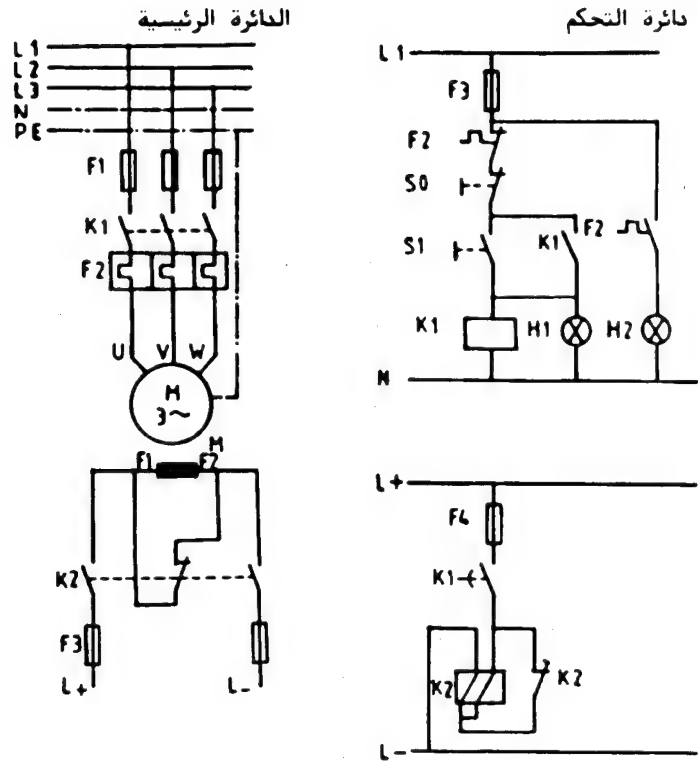 الدائرة الرئيسية
L1
L2
L3
N
PE
F1
K1
F2
U V W
M
3~
M
F1 F2
K2
F3
L+ L-
دائرة التحكم
L1
F3
F2
S0
S1 K1 F2
K1 H1 H2
N
L+
F4
K1
K2 K2
L-